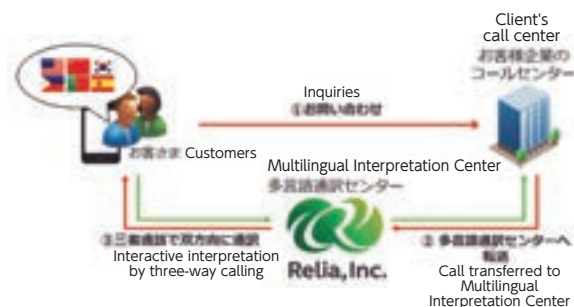 Client's
call center
お客様企業の
コールセンター
Inquiries
①お問い合わせ
お客さま Customers
Multilingual Interpretation Center
多言語通訳センター
③三者通話で双方向に通訳
Interactive interpretation
by three-way calling
Relia, Inc.
② 多言語通訳センターへ
転送
Call transferred to
Multilingual
Interpretation Center